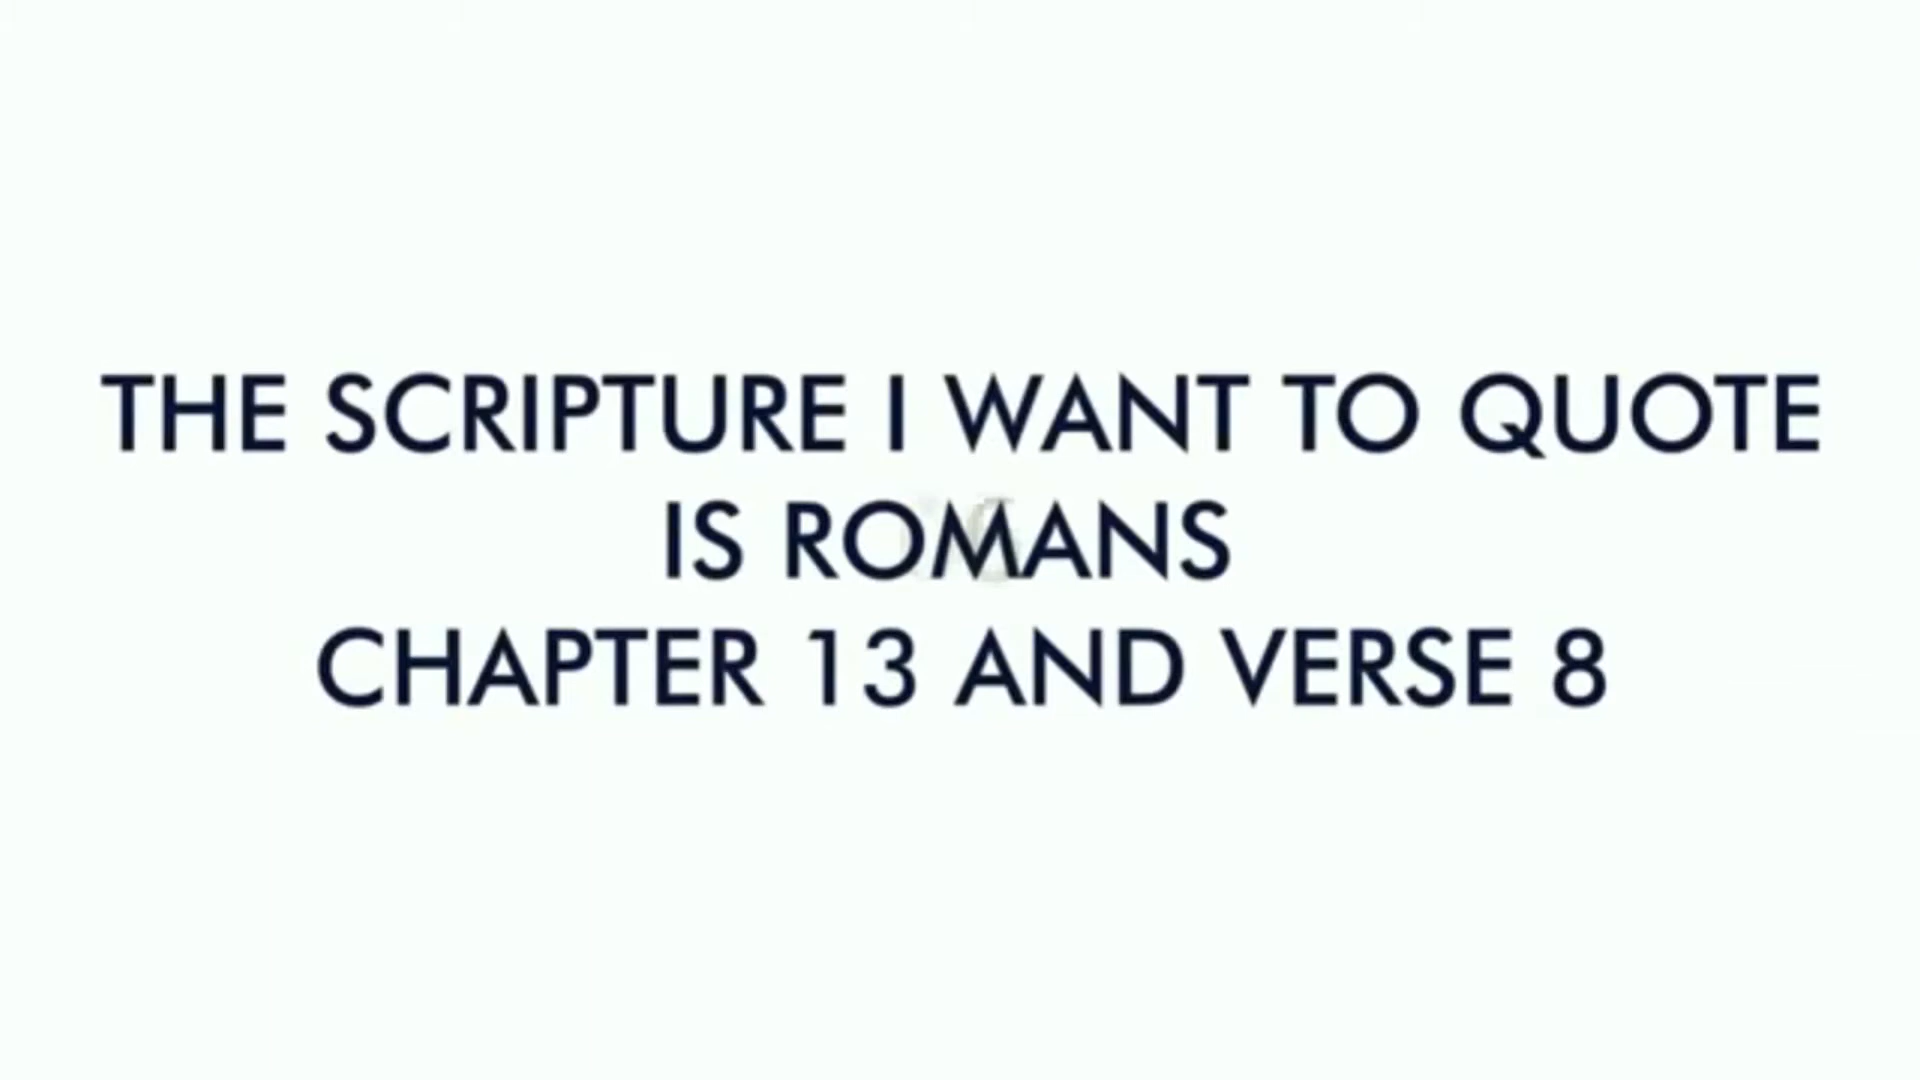 THE SCRIPTURE I WANT TO QUOTE
IS ROMANS
CHAPTER 13 AND VERSE 8